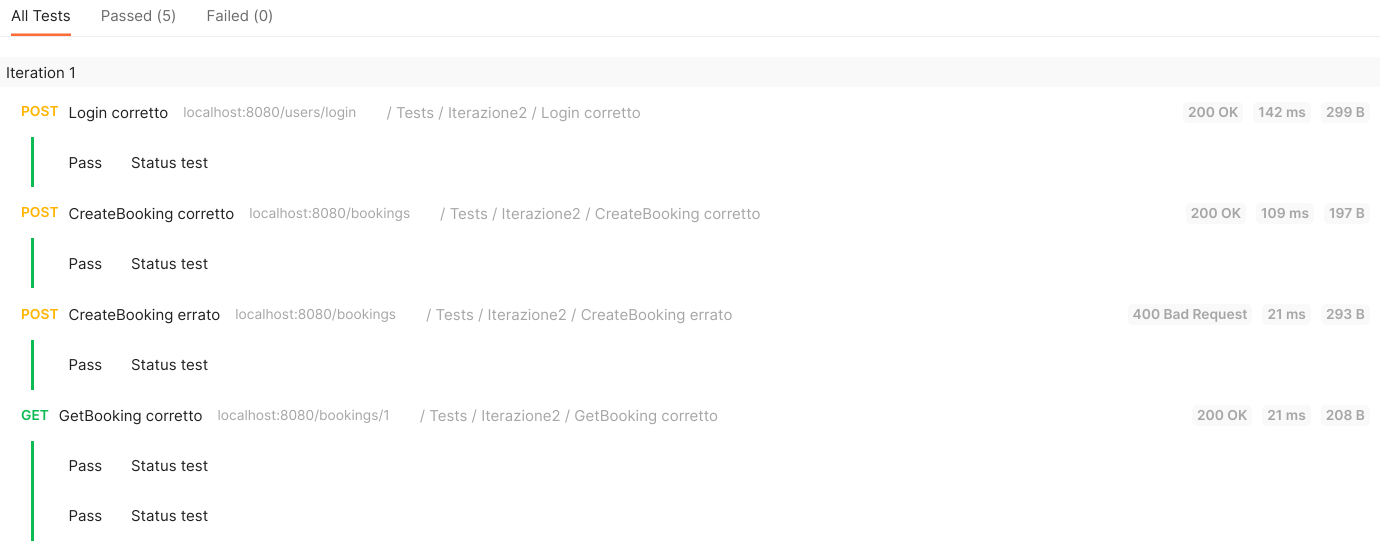 All Tests Passed (5) Failed (0)
Iteration 1
POST Login corretto localhost:8080/users/login / Tests / Iterazione2 / Login corretto 200 OK 142 ms 299 B
Pass Status test
POST CreateBooking corretto localhost:8080/bookings / Tests / Iterazione2 / CreateBooking corretto 200 OK 109 ms 197 B
Pass Status test
POST CreateBooking errato localhost:8080/bookings / Tests / Iterazione2 / CreateBooking errato 400 Bad Request 21 ms 293 B
Pass Status test
GET GetBooking corretto localhost:8080/bookings/1 / Tests / Iterazione2 / GetBooking corretto 200 OK 21 ms 208 B
Pass Status test
Pass Status test